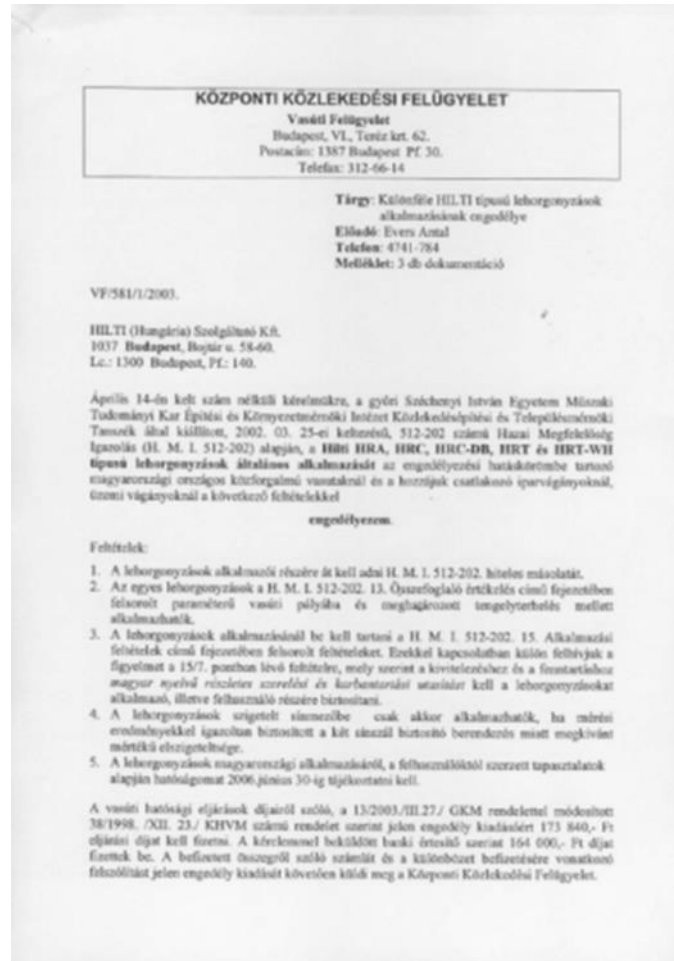 KÖZPONTI KÖZLEKEDÉSI FELÜGYELET
Vasúti Felügyelet
Budapest, VI., Teréz krt. 62.
Postacím: 1387 Budapest Pf. 30.
Telefax: 312-66-14
Tárgy: Különféle HILTI típusú lehorgonyzások
alkalmazásának engedélye
Előadó: Evers Antal
Telefon: 4741-784
Melléklet: 3 db dokumentáció
VF/581/1/2003.
HILTI (Hungária) Szolgáltató Kft.
1037 Budapest, Bojtár u. 58-60.
Lc.: 1300 Budapest, Pf.: 140.
Április 14-én kelt szám nélküli kérelmükre, a győri Széchenyi István Egyetem Műszaki
Tudományi Kar Építési és Környezetmérnöki Intézet Közlekedésépítési és Településmérnöki
Tanszék által kiállított, 2002. 03. 25-ei keltezésű, 512-202 számú Hazai Megfelelőség
Igazolás (H. M. I. 512-202) alapján, a Hilti HRA, HRC, HRC-DB, HRT és HRT-WH
típusú lehorgonyzások általános alkalmazását az engedélyezési hatáskörömbe tartozó
magyarországi országos közforgalmú vasutaknál és a hozzájuk csatlakozó iparvágányoknál,
üzemi vágányoknál a következő feltételekkel
engedélyezem.
Feltételek:
1. A lehorgonyzások alkalmazói részére át kell adni H. M. I. 512-202. hiteles másolatát.
2. Az egyes lehorgonyzások a H. M. I. 512-202. 13. Összefoglaló értékelés című fejezetében
felsorolt paraméterű vasúti pályába és meghatározott tengelyterhelés mellett
alkalmazhatók.
3. A lehorgonyzások alkalmazásánál be kell tartani a H. M. I. 512-202. 15. Alkalmazási
feltételek című fejezetében felsorolt feltételeket. Ezekkel kapcsolatban külön felhívjuk a
figyelmet a 15/7. pontban lévő feltételre, mely szerint a kivitelezéshez és a fenntartáshoz
magyar nyelvű részletes szerelési és karbantartási utasítást kell a lehorgonyzásokat
alkalmazó, illetve felhasználó részére biztosítani.
4. A lehorgonyzások szigetelt sínmezőbe csak akkor alkalmazhatók, ha mérési
eredményekkel igazoltan biztosított a két sínszál biztosító berendezés miatt megkívánt
mértékű elszigeteltsége.
5. A lehorgonyzások magyarországi alkalmazásáról, a felhasználóktól szerzett tapasztalatok
alapján hatóságomat 2006.június 30-ig tájékoztatni kell.
A vasúti hatósági eljárások díjairól szóló, a 13/2003./III.27./ GKM rendelettel módosított
38/1998. /XII. 23./ KHVM számú rendelet szerint jelen engedély kiadásáért 173 840,- Ft
eljárási díjat kell fizetni. A kérelemmel beküldött banki értesítő szerint 164 000,- Ft díjat
fizettek be. A befizetett összegről szóló számlát és a különbözet befizetésére vonatkozó
felszólítást jelen engedély kiadását követően küldi meg a Központi Közlekedési Felügyelet.